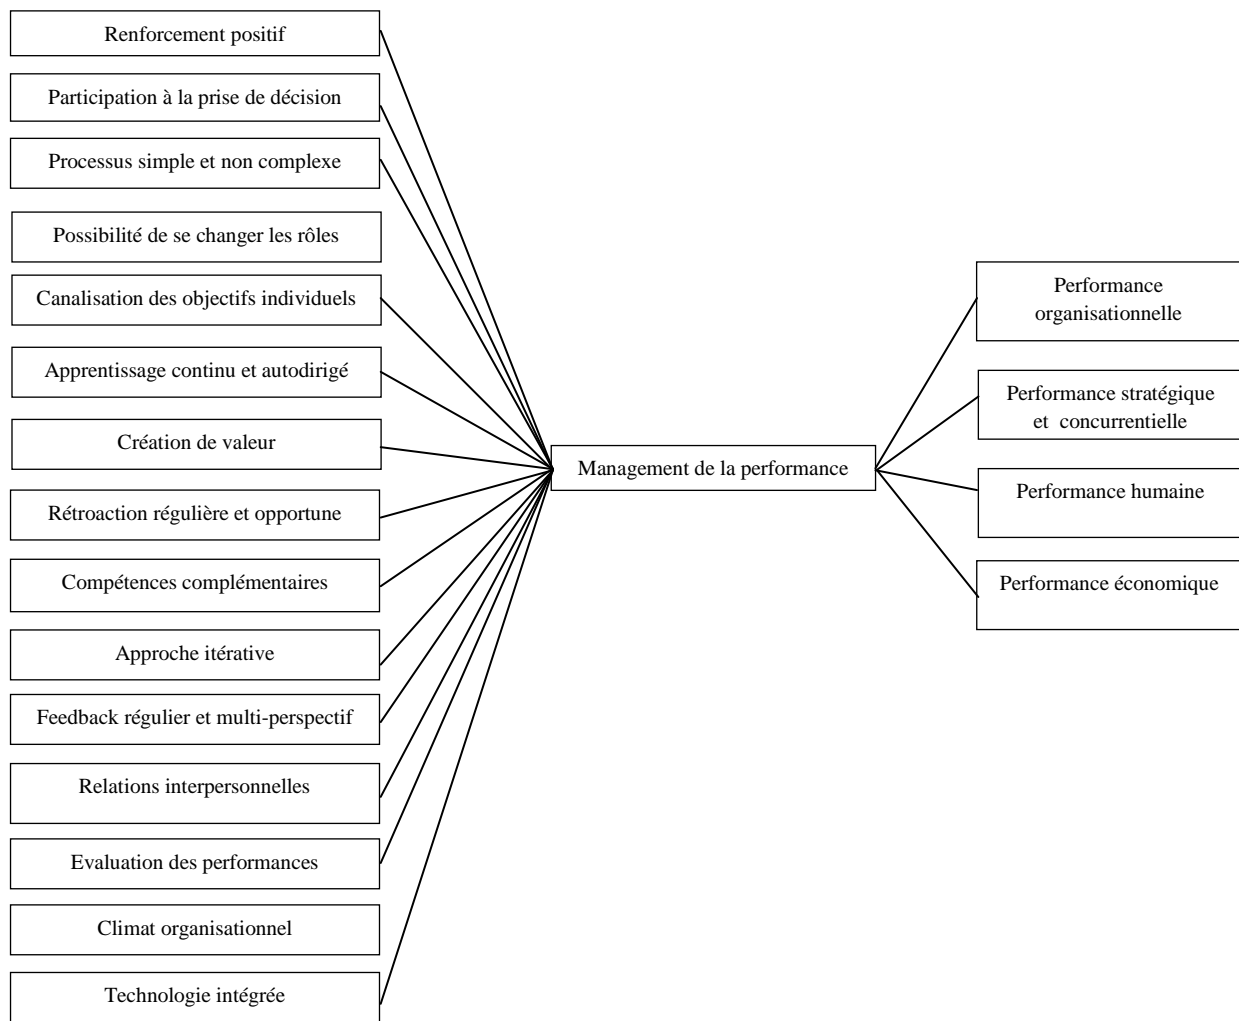 Renforcement positif
Participation à la prise de décision
Processus simple et non complexe
Possibilité de se changer les rôles
Canalisation des objectifs individuels
Apprentissage continu et autodirigé
Création de valeur
Rétroaction régulière et opportune
Compétences complémentaires
Approche itérative
Feedback régulier et multi-perspectif
Relations interpersonnelles
Evaluation des performances
Climat organisationnel
Technologie intégrée
Management de la performance
Performance
organisationnelle
Performance stratégique
et concurrentielle
Performance humaine
Performance économique